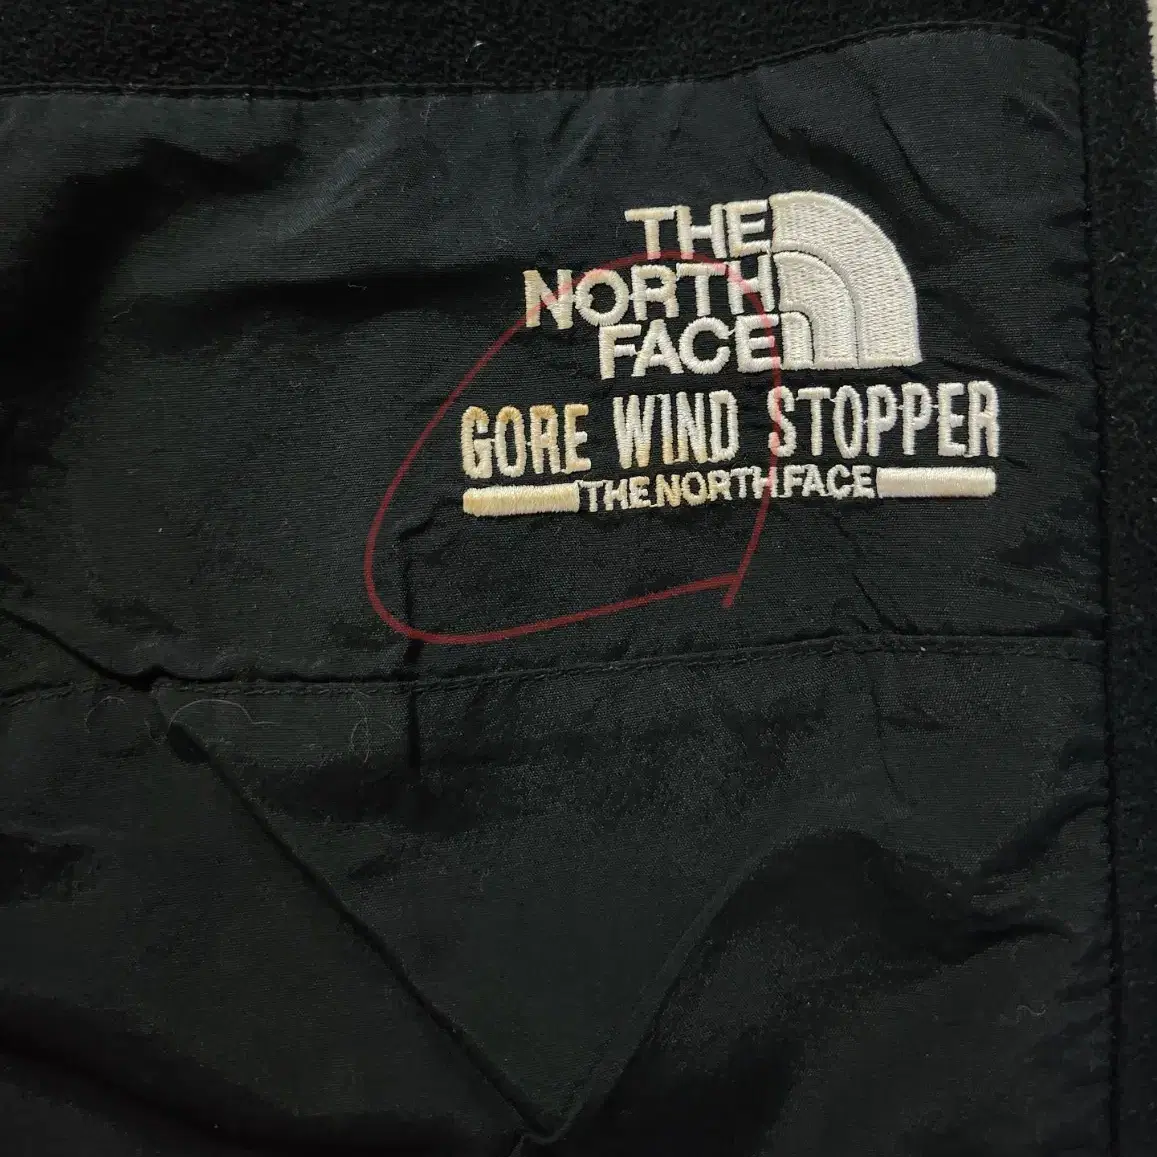 THE
NORTH
FACE
GORE WIND STOPPER
THE NORTH FACE